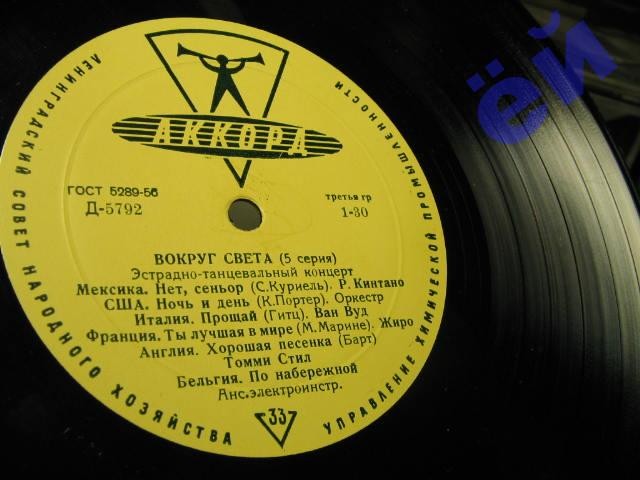 ЛЕНИНГРАДСКИЙ СОВЕТ НАРОДНОГО ХОЗЯЙСТВА
УПРАВЛЕНИЕ ХИМИЧЕСКОЙ ПРОМЫШЛЕННОСТИ
АККОРД
ГОСТ 5289-56
третья гр
Д-5792
1-30
ВОКРУГ СВЕТА (5 серия)
Эстрадно-танцевальный концерт
Мексика. Нет, сеньор (С.Куриель). Р. Кинтано
США. Ночь и день (К.Портер). Оркестр
Италия. Прощай (Гитц). Ван Вуд
Франция. Ты лучшая в мире (М.Марине). Жиро
Англия. Хорошая песенка (Барт)
Томми Стил
Бельгия. По набережной
Анс.электроинстр.
33
ёй